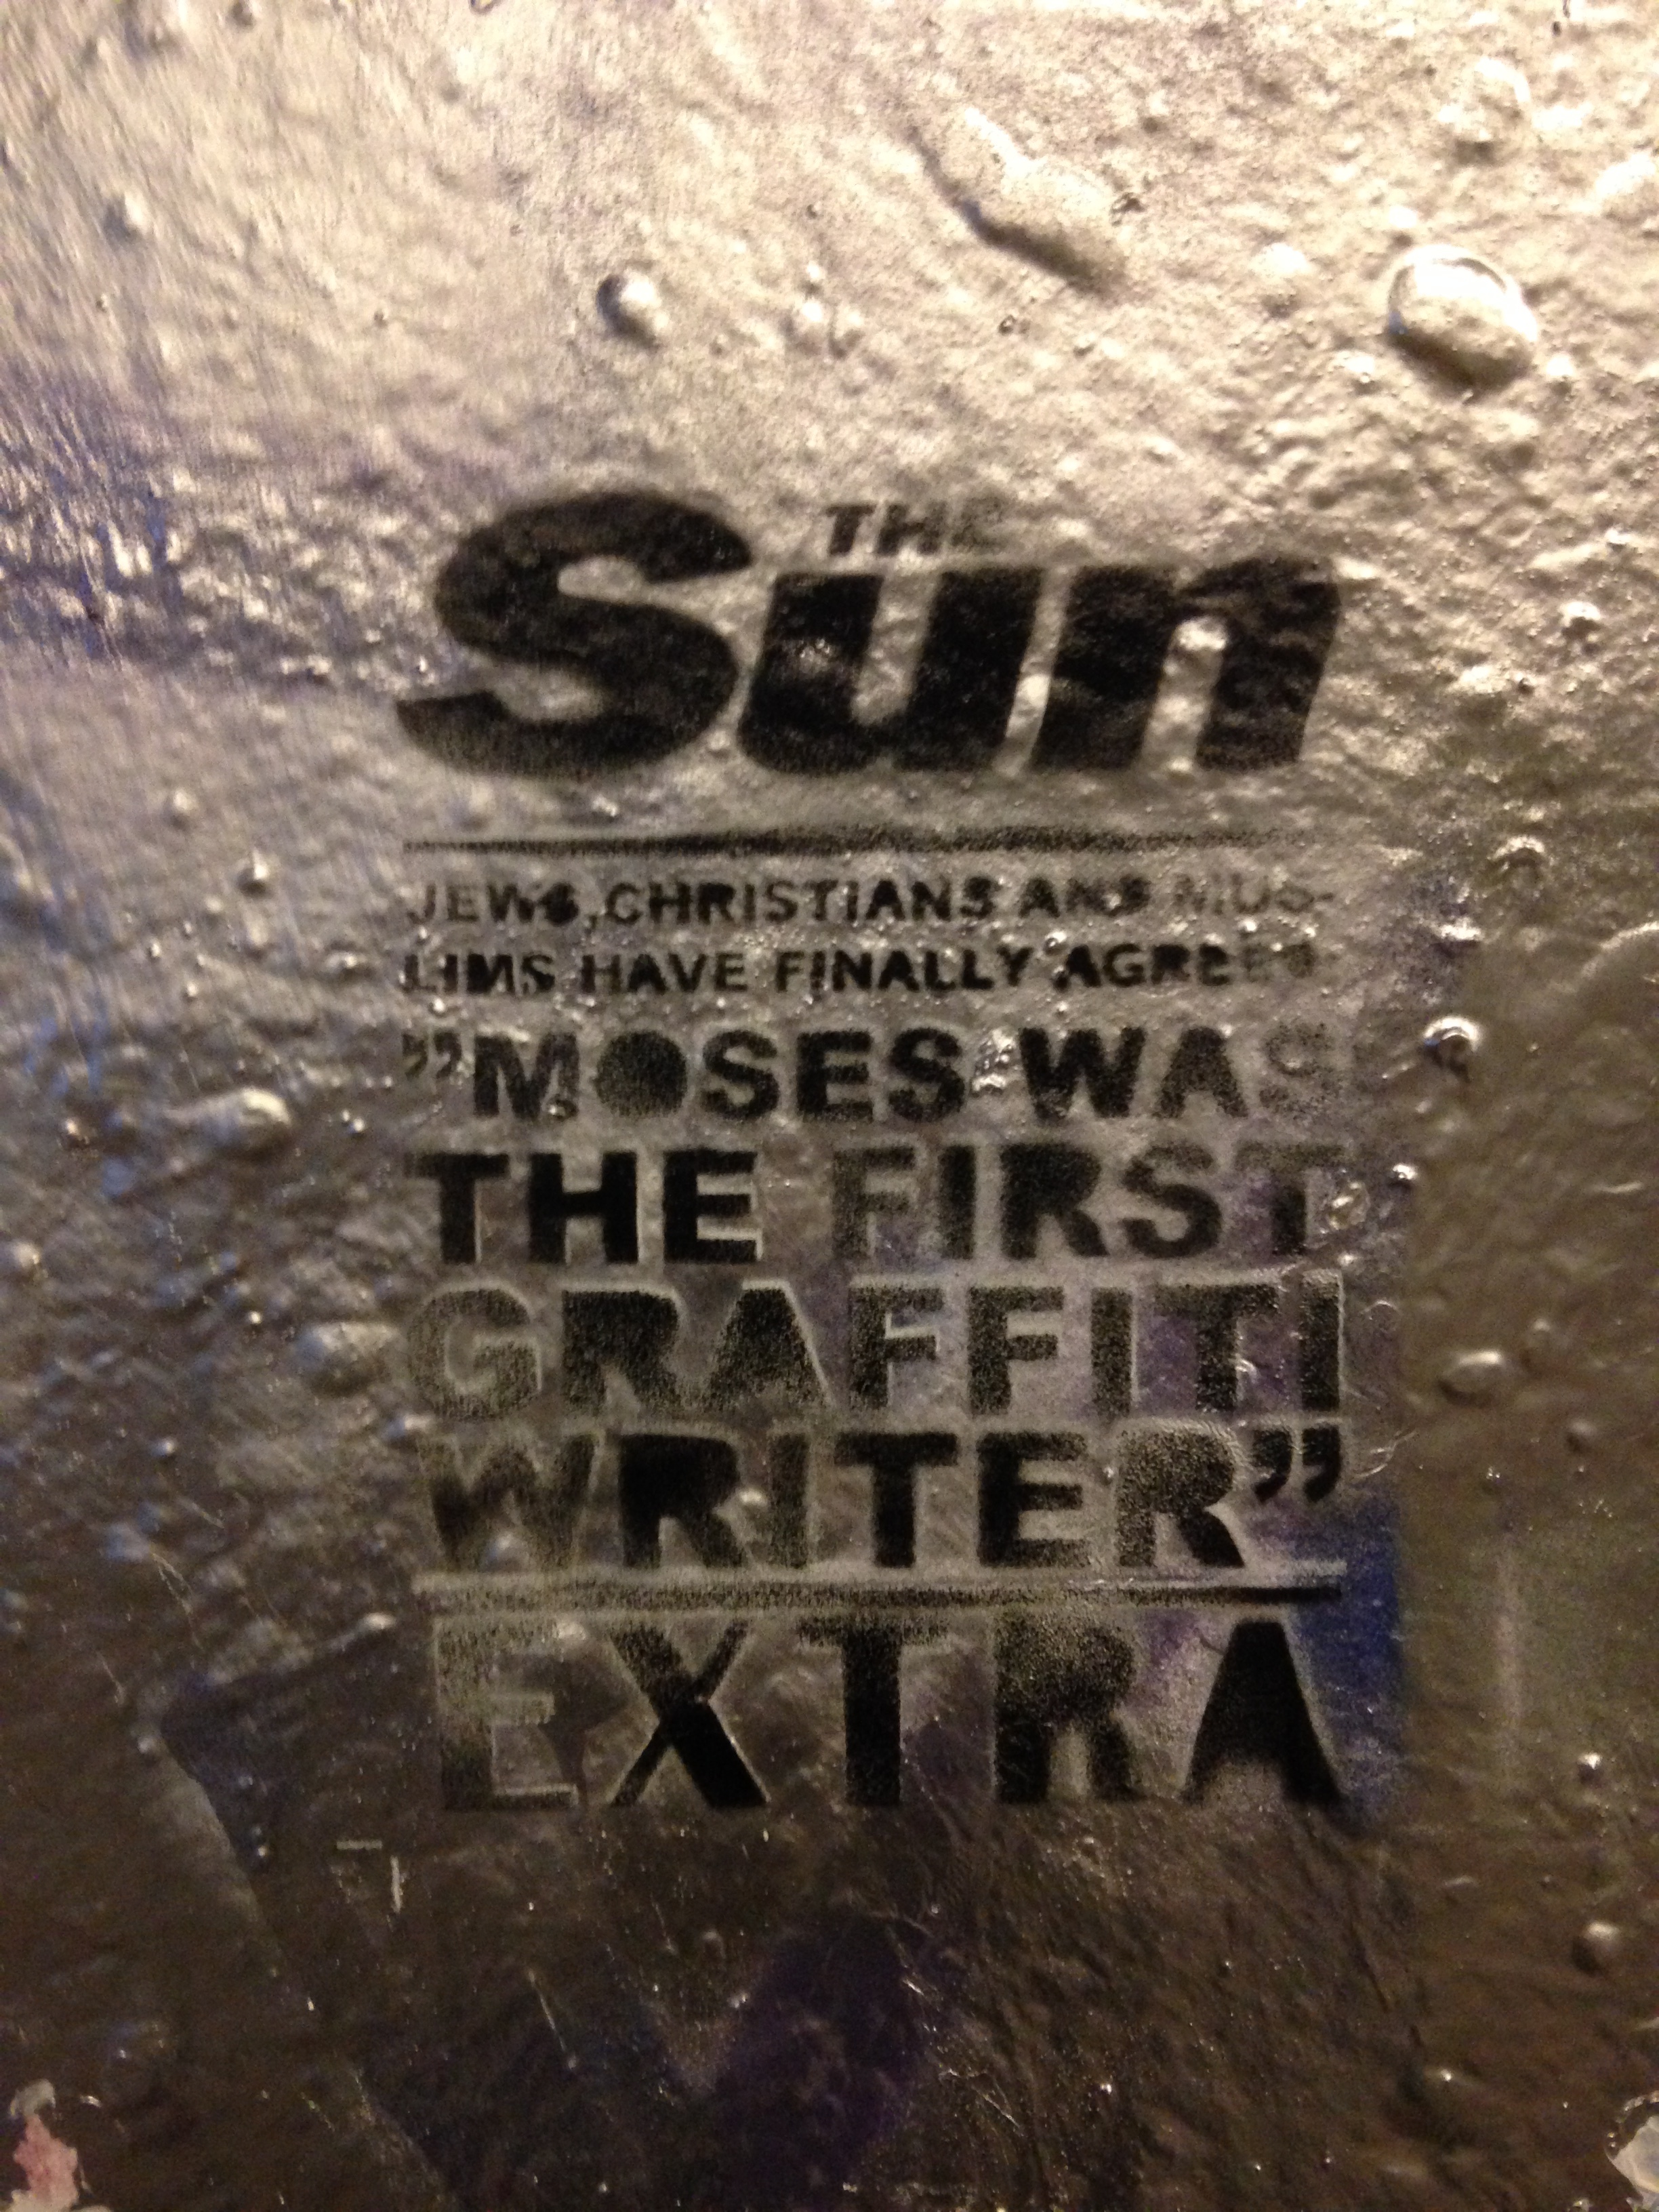 THE
Sun
JEWS, CHRISTIANS AND MUS-
LIMS HAVE FINALLY AGREED:
”MOSES WAS
THE FIRST
GRAFFITI
WRITER”
EXTRA